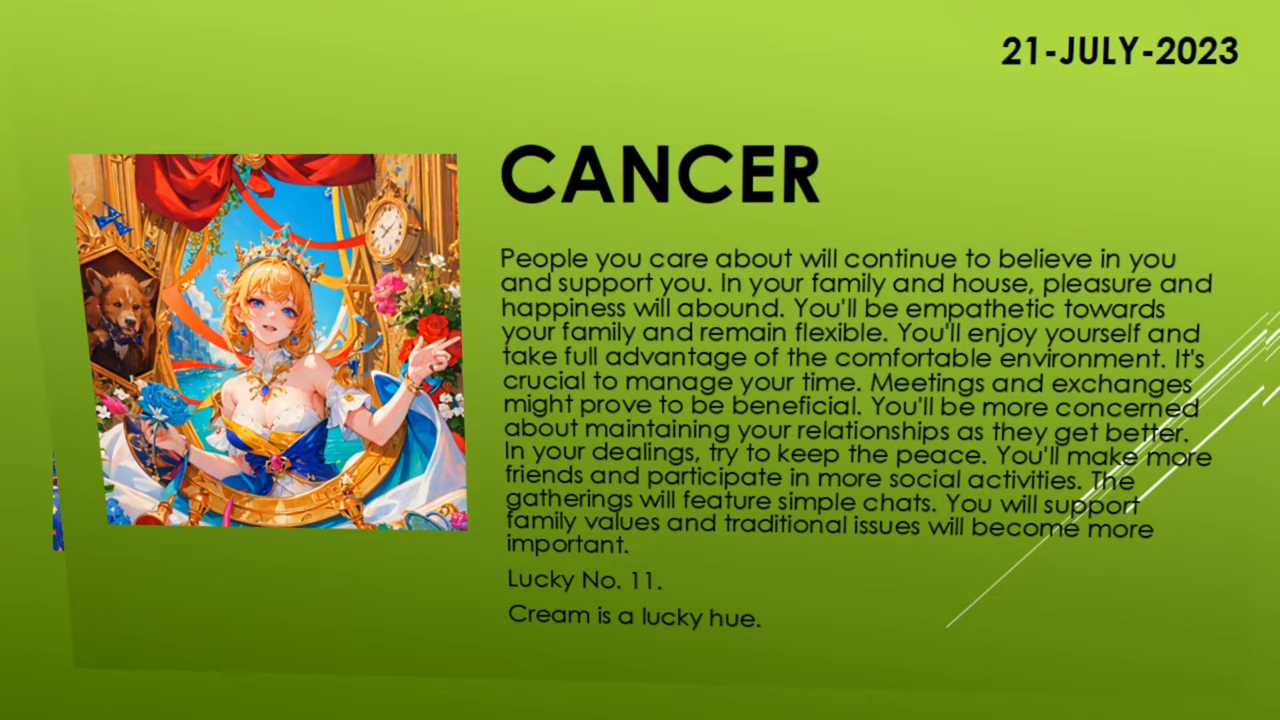 21-JULY-2023
CANCER
People you care about will continue to believe in you
and support you. In your family and house, pleasure and
happiness will abound. You'll be empathetic towards
your family and remain flexible. You'll enjoy yourself and
take full advantage of the comfortable environment. It's
crucial to manage your time. Meetings and exchanges
might prove to be beneficial. You'll be more concerned
about maintaining your relationships as they get better.
In your dealings, try to keep the peace. You'll make more
friends and participate in more social activities. The
gatherings will feature simple chats. You will support
family values and traditional issues will become more
important.
Lucky No. 11.
Cream is a lucky hue.